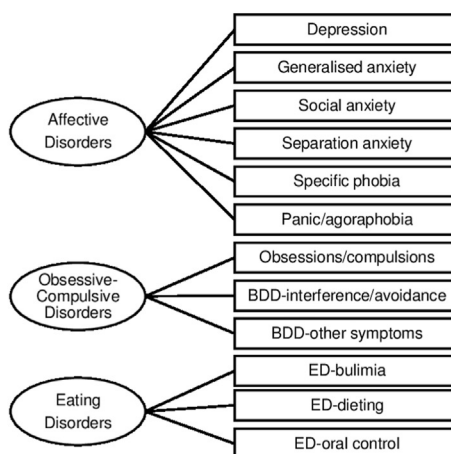 Depression
Generalised anxiety
Affective
Disorders
Social anxiety
Separation anxiety
Specific phobia
Panic/agoraphobia
Obsessive-
Compulsive
Disorders
Obsessions/compulsions
BDD-interference/avoidance
BDD-other symptoms
Eating
Disorders
ED-bulimia
ED-dieting
ED-oral control